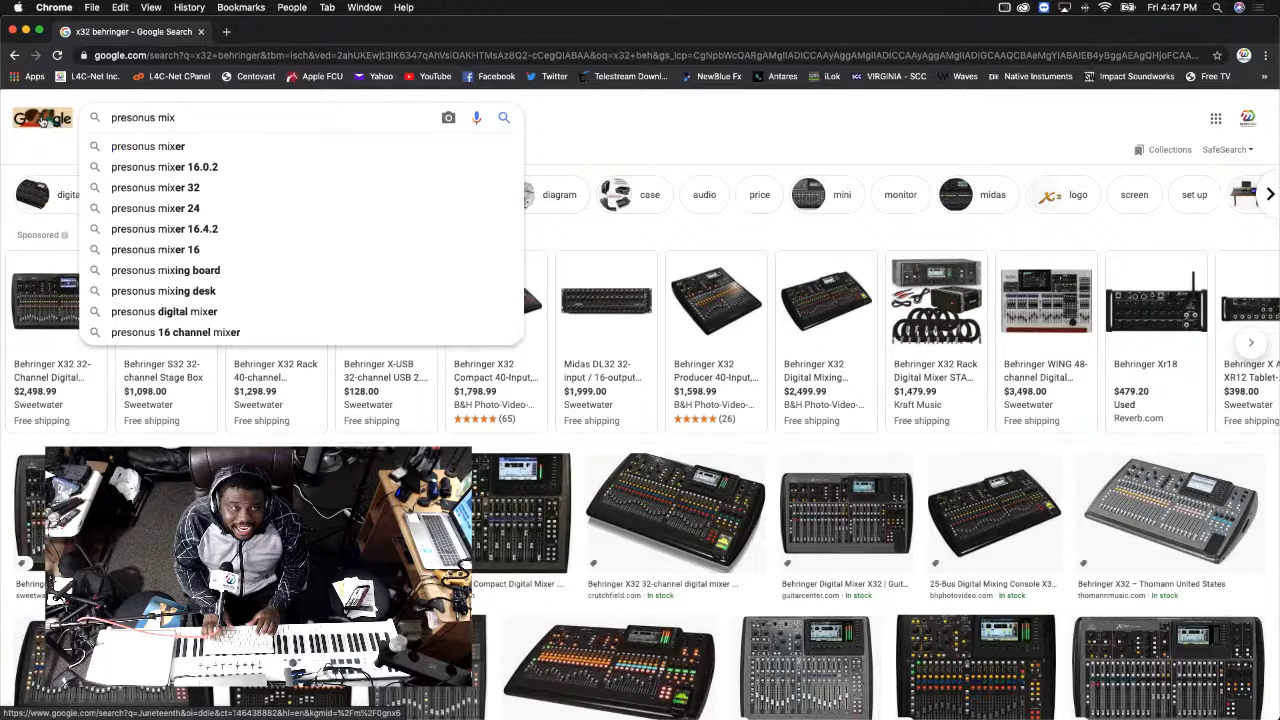 Chrome File Edit View History Bookmarks People Tab Window Help
Fri 4:47 PM
x32 behringer - Google Search
Apps L4C-Net Inc. L4C-Net CPanel Centovast Apple FCU Yahoo YouTube Facebook Twitter Telestream Downl... NewBlue Fx Antares iLok VIRGINIA - SCC Waves Native Instuments Impact Soundworks Free TV
Google
presonus mix
presonus mixer
presonus mixer 16.0.2
presonus mixer 32
presonus mixer 24
presonus mixer 16.4.2
presonus mixer 16
presonus mixing board
presonus mixing desk
presonus digital mixer
presonus 16 channel mixer
Collections SafeSearch
digita
diagram case audio price mini monitor midas logo screen set up
Sponsored
Behringer X32 32-
Channel Digital...
$2,498.99
Sweetwater
Free shipping
Behringer S32 32-
channel Stage Box
$1,098.00
Sweetwater
Free shipping
Behringer X32 Rack
40-channel...
$1,298.99
Sweetwater
Free shipping
Behringer X-USB
32-channel USB 2....
$128.00
Sweetwater
Free shipping
Behringer X32
Compact 40-Input,...
$1,798.99
B&H Photo-Video-...
(65)
Midas DL32 32-
input / 16-output...
$1,999.00
Sweetwater
Free shipping
Behringer X32
Producer 40-Input,...
$1,598.99
B&H Photo-Video-...
(26)
Behringer X32
Digital Mixing...
$2,499.99
B&H Photo-Video-...
Free shipping
Behringer X32 Rack
Digital Mixer STA...
$1,479.99
Kraft Music
Free shipping
Behringer WING 48-
channel Digital...
$3,498.00
Sweetwater
Free shipping
Behringer Xr18
$479.20
Used
Reverb.com
Behringer X A
XR12 Tablet-
$398.00
Sweetwater
Free shipping
Behring
sweetwa
Compact Digital Mixer ...
Behringer X32 32-channel digital mixer ...
crutchfield.com · In stock
Behringer Digital Mixer X32 | Guit...
guitarcenter.com · In stock
25-Bus Digital Mixing Console X3...
bhphotovideo.com · In stock
Behringer X32 – Thomann United States
thomannmusic.com · In stock